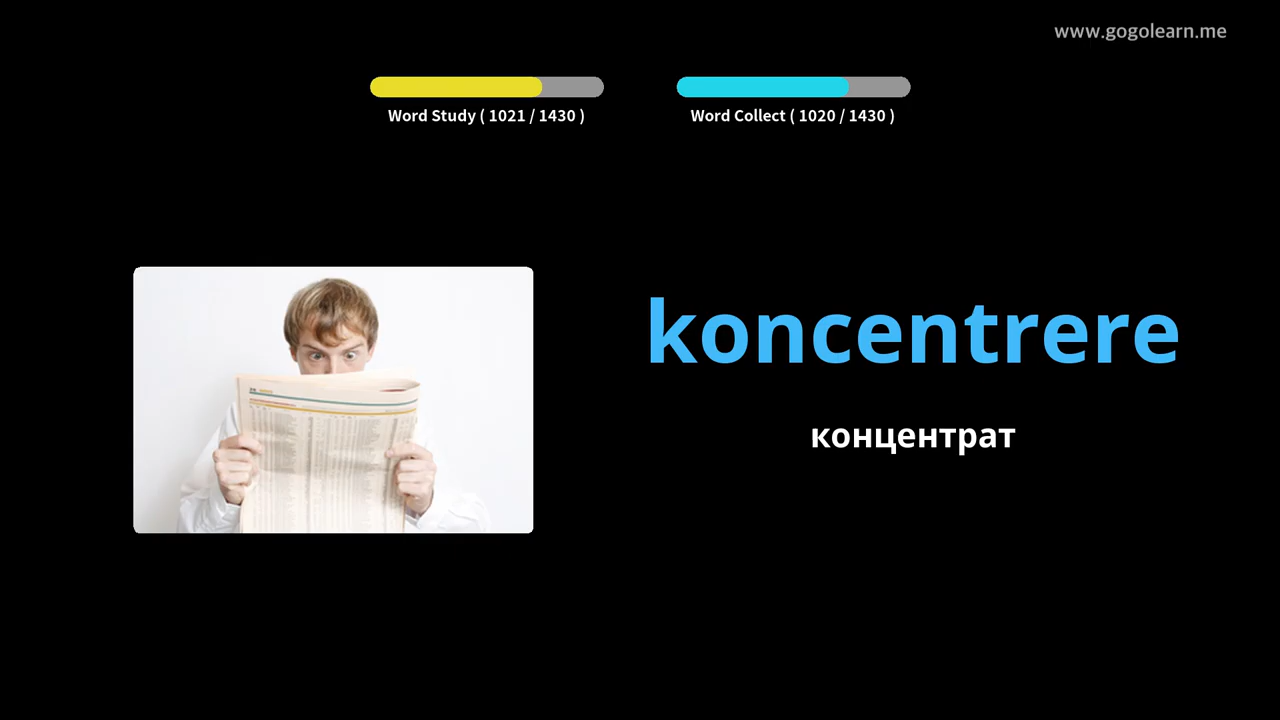 www.gogolearn.me
Word Study ( 1021 / 1430 )
Word Collect ( 1020 / 1430 )
koncentrere
концентрат